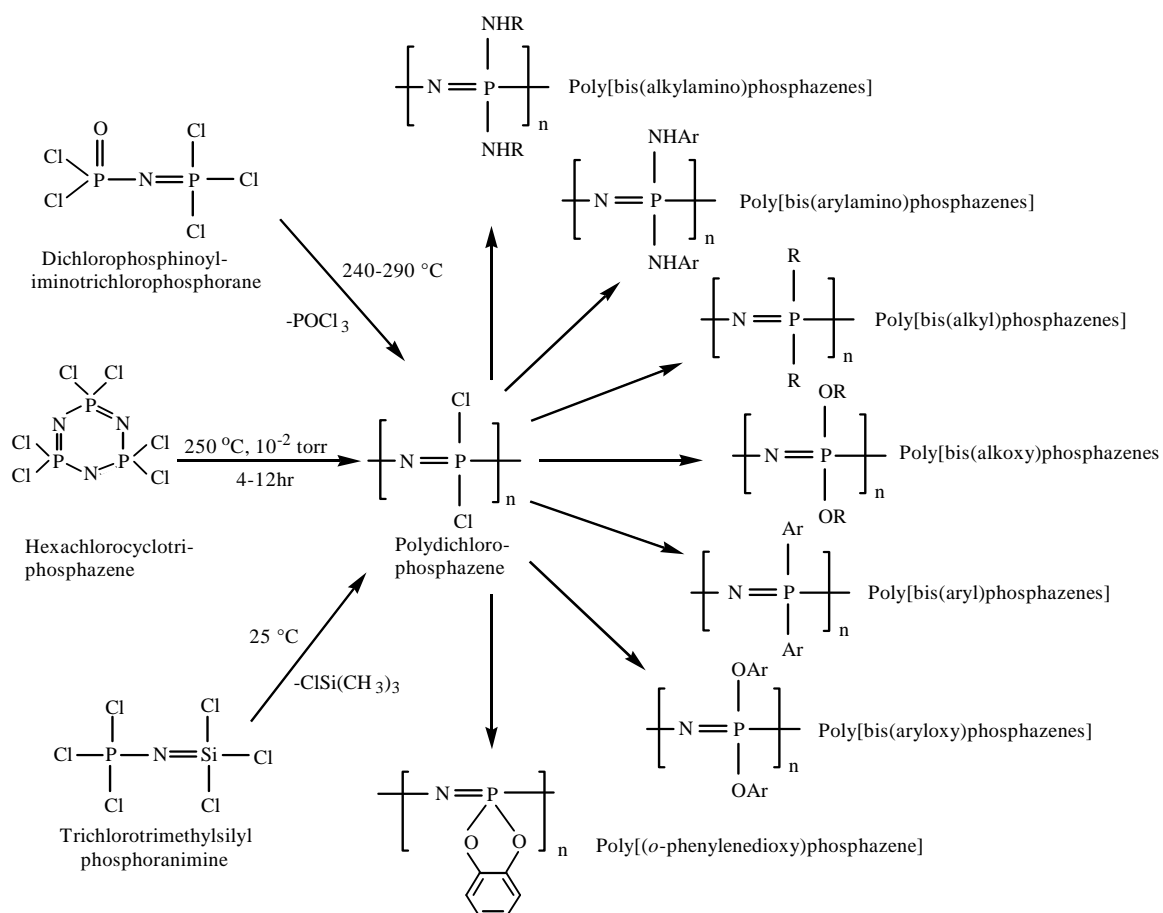 NHR
N
P
n
NHR
Poly[bis(alkylamino)phosphazenes]
NHAr
N
P
n
NHAr
Poly[bis(arylamino)phosphazenes]
O
Cl
Cl
P
N
P
Cl
Cl
Cl
Dichlorophosphinoyl-
iminotrichlorophosphorane
240-290 °C
-POCl3
R
N
P
n
R
Poly[bis(alkyl)phosphazenes]
Cl
Cl
P
N
N
Cl
Cl
P
N
P
Cl
Cl
Hexachlorocyclotri-
phosphazene
250 °C, 10-2 torr
4-12hr
Cl
N
P
n
Cl
Polydichloro-
phosphazene
OR
N
P
n
OR
Poly[bis(alkoxy)phosphazenes
Ar
N
P
n
Ar
Poly[bis(aryl)phosphazenes]
25 °C
-ClSi(CH3)3
Cl
Cl
P
N
Si
Cl
Cl
Cl
Cl
Trichlorotrimethylsilyl
phosphoranimine
OAr
N
P
n
OAr
Poly[bis(aryloxy)phosphazenes]
N
P
O
O
n
Poly[(o-phenylenedioxy)phosphazene]